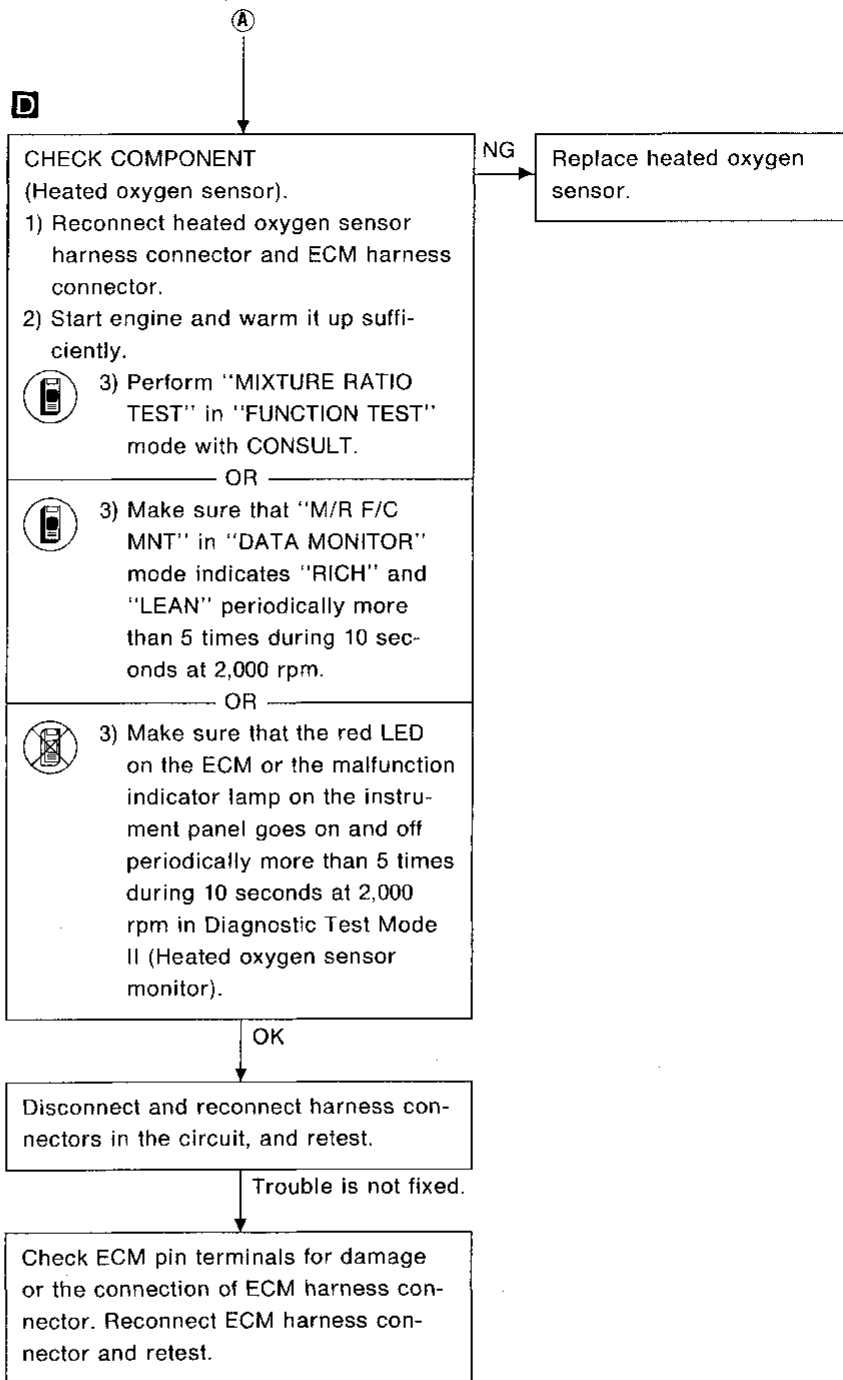 A
D
CHECK COMPONENT
(Heated oxygen sensor).
1) Reconnect heated oxygen sensor
harness connector and ECM harness
connector.
2) Start engine and warm it up suffi-
ciently.
3) Perform "MIXTURE RATIO
TEST" in "FUNCTION TEST"
mode with CONSULT.
OR
3) Make sure that "M/R F/C
MNT" in "DATA MONITOR"
mode indicates "RICH" and
"LEAN" periodically more
than 5 times during 10 sec-
onds at 2,000 rpm.
OR
3) Make sure that the red LED
on the ECM or the malfunction
indicator lamp on the instru-
ment panel goes on and off
periodically more than 5 times
during 10 seconds at 2,000
rpm in Diagnostic Test Mode
II (Heated oxygen sensor
monitor).
NG
Replace heated oxygen
sensor.
OK
Disconnect and reconnect harness con-
nectors in the circuit, and retest.
Trouble is not fixed.
Check ECM pin terminals for damage
or the connection of ECM harness con-
nector. Reconnect ECM harness con-
nector and retest.